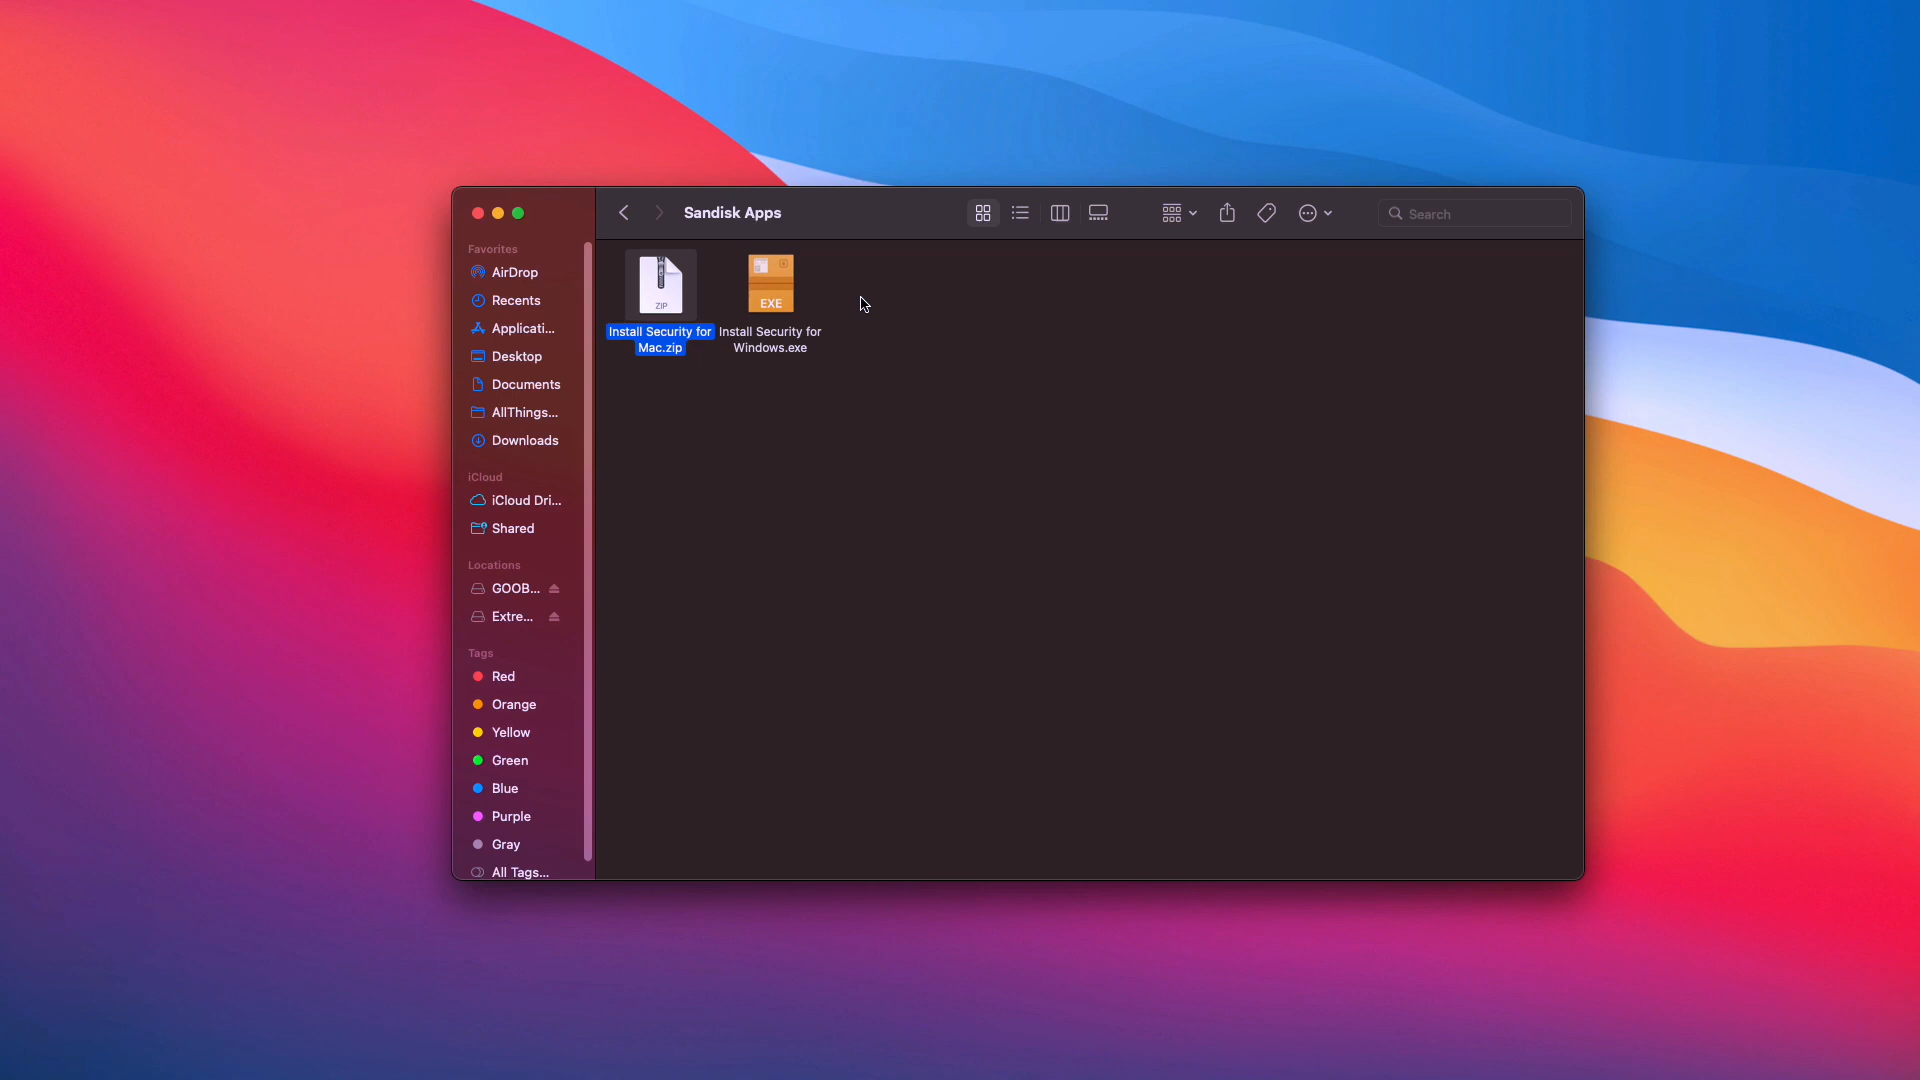 Sandisk Apps
Search
Favorites
AirDrop
Recents
Applicati...
Desktop
Documents
AllThings...
Downloads
iCloud
iCloud Dri...
Shared
Locations
GOOB...
Extre...
Tags
Red
Orange
Yellow
Green
Blue
Purple
Gray
All Tags...
ZIP
Install Security for
Mac.zip
EXE
Install Security for
Windows.exe